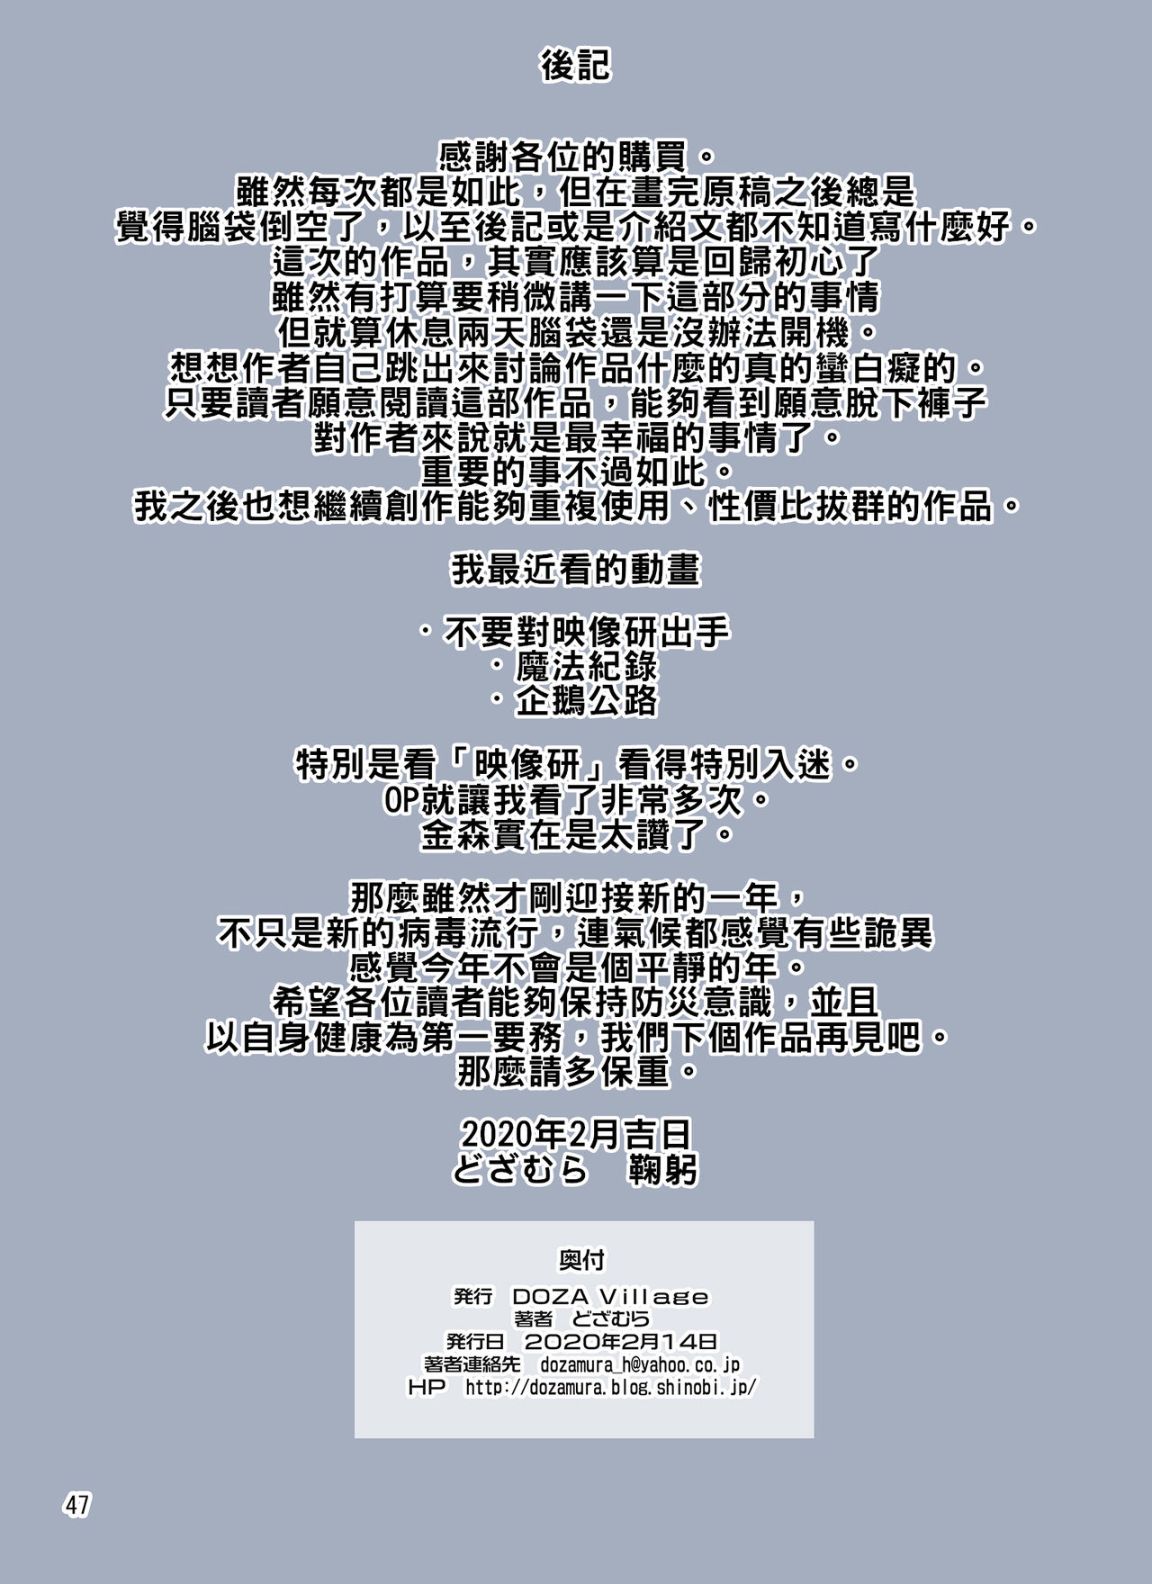 後記
感謝各位的購買。
雖然每次都是如此，但在畫完原稿之後總是
覺得腦袋倒空了，以至後記或是介紹文都不知道寫什麼好。
這次的作品，其實應該算是回歸初心了
雖然有打算要稍微講一下這部分的事情
但就算休息兩天腦袋還是沒辦法開機。
想想作者自己跳出來討論作品什麼的真的蠻白癡的。
只要讀者願意閱讀這部作品，能夠看到願意脫下褲子
對作者來說就是最幸福的事情了。
重要的事不過如此。
我之後也想繼續創作能夠重複使用、性價比拔群的作品。
我最近看的動畫
．不要對映像研出手
．魔法紀錄
．企鵝公路
特別是看「映像研」看得特別入迷。
OP就讓我看了非常多次。
金森實在是太讚了。
那麼雖然才剛迎接新的一年，
不只是新的病毒流行，連氣候都感覺有些詭異
感覺今年不會是個平靜的年。
希望各位讀者能夠保持防災意識，並且
以自身健康為第一要務，我們下個作品再見吧。
那麼請多保重。
2020年2月吉日
どざむら　鞠躬
奥付
発行　DOZA Village
著者　どざむら
発行日　2020年2月14日
著者連絡先　dozamura_h@yahoo.co.jp
HP　http://dozamura.blog.shinobi.jp/
47